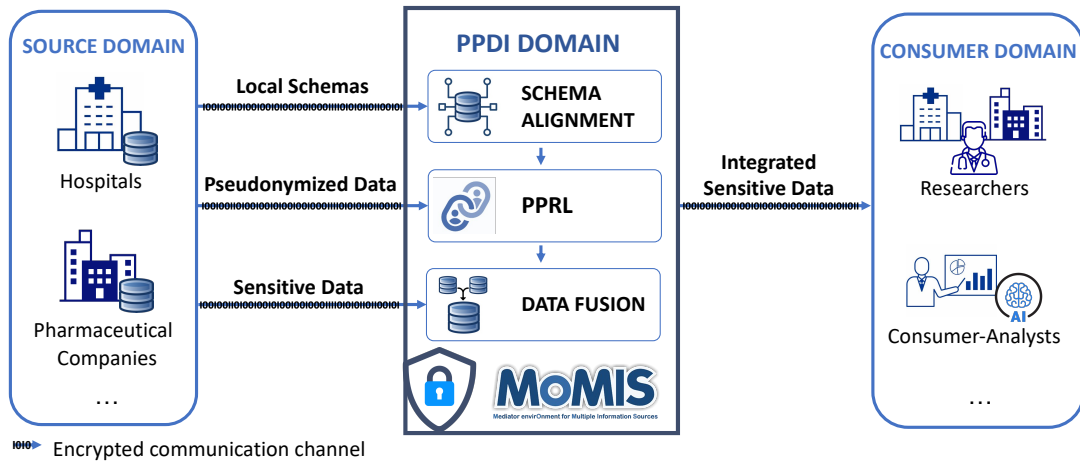 SOURCE DOMAIN
Hospitals
Pharmaceutical
Companies
...
Local Schemas
Pseudonymized Data
Sensitive Data
PPDI DOMAIN
SCHEMA
ALIGNMENT
PPRL
DATA FUSION
MOMIS
Mediator envirOnment for Multiple Information Sources
Integrated
Sensitive Data
CONSUMER DOMAIN
Researchers
AI
Consumer-Analysts
...
Encrypted communication channel